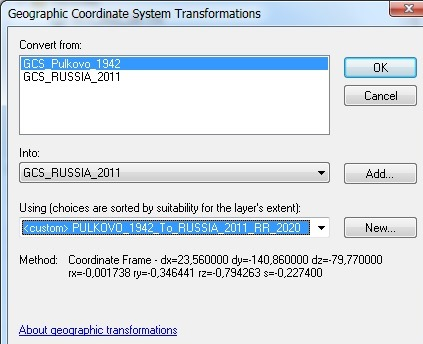 Geographic Coordinate System Transformations
Convert from:
GCS_Pulkovo_1942
GCS_RUSSIA_2011
OK
Cancel
Into:
GCS_RUSSIA_2011
Add...
Using (choices are sorted by suitability for the layer's extent):
<custom> PULKOVO_1942_To_RUSSIA_2011_RR_2020
New...
Method: Coordinate Frame - dx=23,560000 dy=-140,860000 dz=-79,770000
rx=-0,001738 ry=-0,346441 rz=-0,794263 s=-0,227400
About geographic transformations